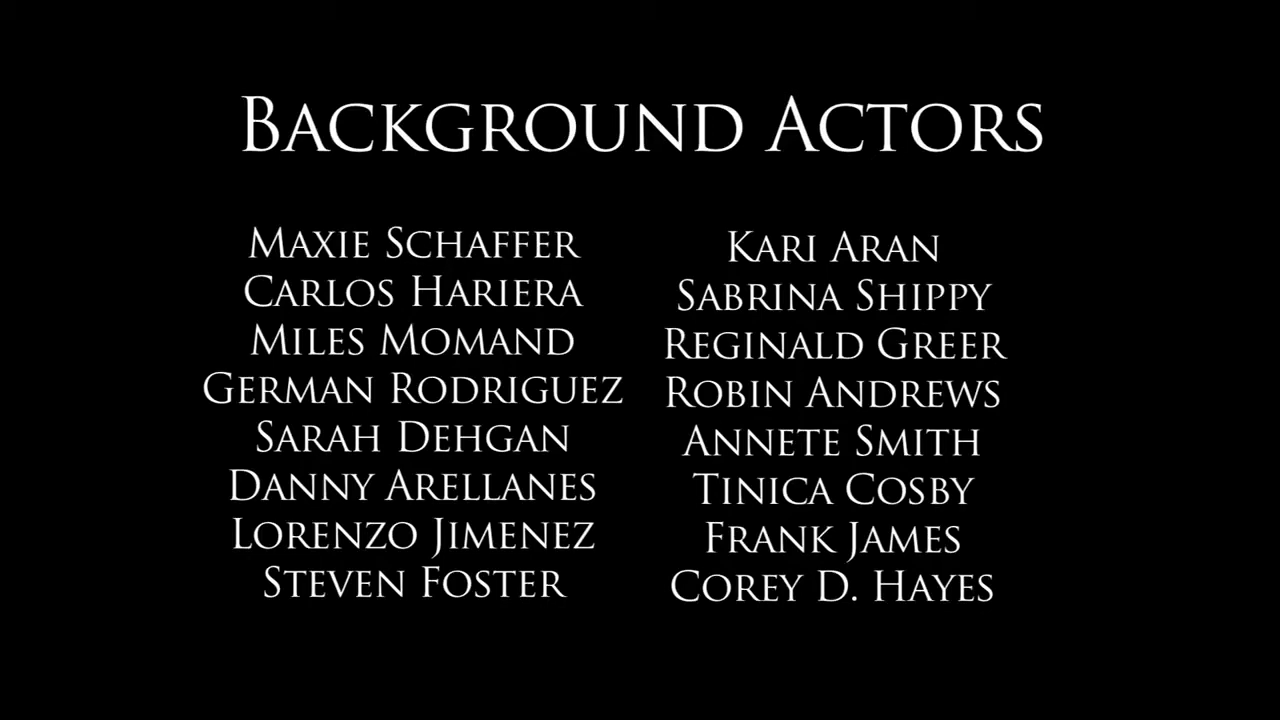 Background Actors
Maxie Schaffer
Carlos Hariera
Miles Momand
German Rodriguez
Sarah Dehgan
Danny Arellanes
Lorenzo Jimenez
Steven Foster
Kari Aran
Sabrina Shippy
Reginald Greer
Robin Andrews
Annete Smith
Tinica Cosby
Frank James
Corey D. Hayes